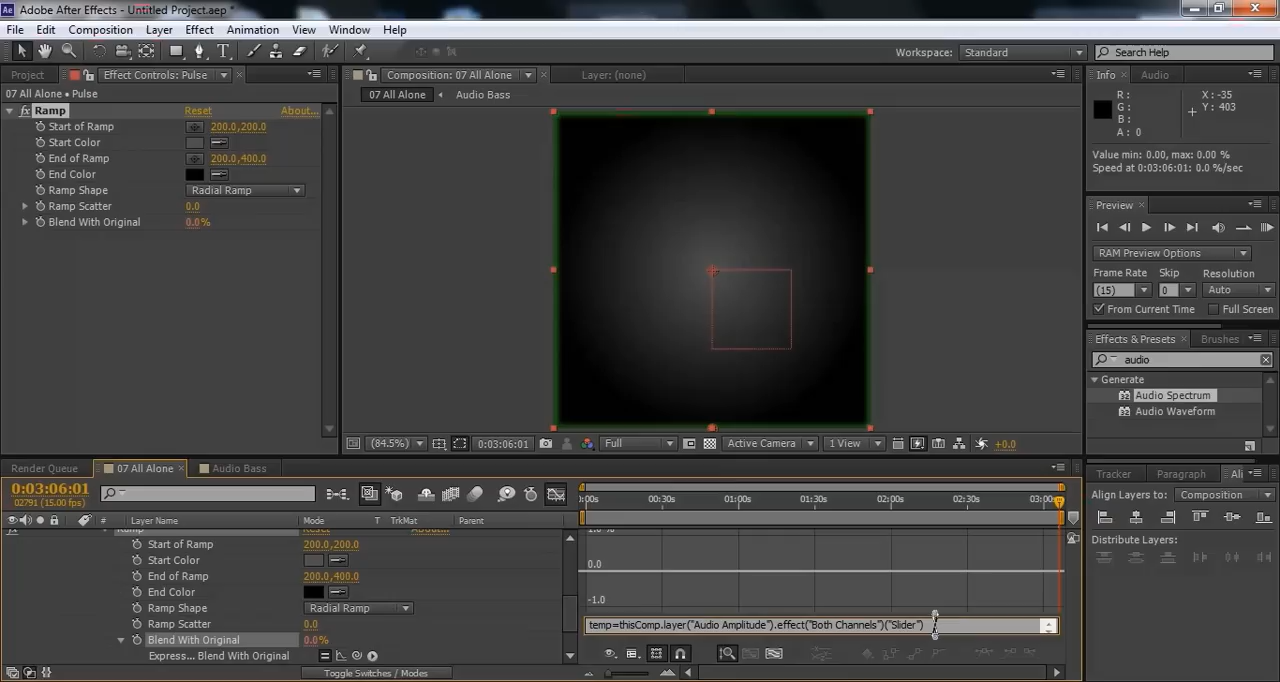 Adobe After Effects - Untitled Project.aep *
File Edit Composition Layer Effect Animation View Window Help
Workspace: Standard Search Help
Project Effect Controls: Pulse Composition: 07 All Alone Layer: (none) Info Audio
07 All Alone • Pulse
07 All Alone Audio Bass
Ramp Reset About...
Start of Ramp 200.0,200.0
Start Color
End of Ramp 200.0,400.0
End Color
Ramp Shape Radial Ramp
Ramp Scatter 0.0
Blend With Original 0.0%
R :
G :
B :
A : 0
X : -35
Y : 403
Value min: 0.00, max: 0.00 %
Speed at 0:03:06:01: 0.0 %/sec
Preview
RAM Preview Options
Frame Rate Skip Resolution
(15) 0 Auto
From Current Time Full Screen
Effects & Presets Brushes
audio
Generate
Audio Spectrum
Audio Waveform
(84.5%) 0:03:06:01 Full Active Camera 1 View +0.0
Render Queue 07 All Alone Audio Bass
0:03:06:01
02791 (15.00 fps)
# Layer Name Mode T TrkMat Parent
:00s 00:30s 01:00s 01:30s 02:00s 02:30s 03:00s
Start of Ramp 200.0,200.0
Start Color
End of Ramp 200.0,400.0
End Color
Ramp Shape Radial Ramp
Ramp Scatter 0.0
Blend With Original 0.0%
Express... Blend With Original
0.0
-1.0
temp=thisComp.layer("Audio Amplitude").effect("Both Channels")("Slider")
Toggle Switches / Modes
Tracker Paragraph Ali
Align Layers to: Composition
Distribute Layers: